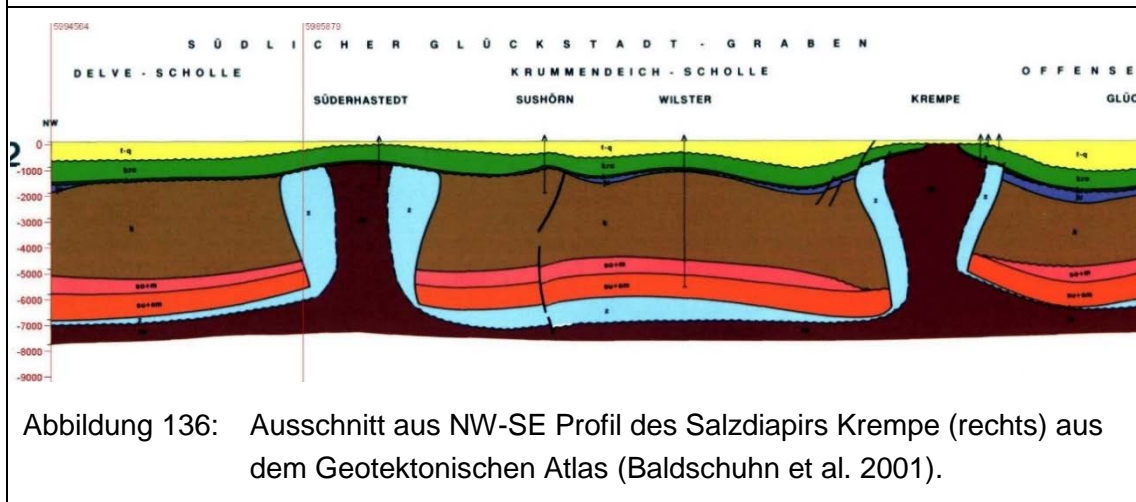 5994564 5995879
S Ü D L I C H E R G L Ü C K S T A D T - G R A B E N
D E L V E - S C H O L L E K R U M M E N D E I C H - S C H O L L E O F F E N S E
SÜDERHASTEDT SUSHÖRN WILSTER KREMPE GLÜC
NW
0 t-q t-q t-q
kro kro kro
-1000
-2000
z z z z
-3000
k k k
-4000
-5000
so+m so+m so+m
su+sm su+sm su+sm
-6000
z z
-7000
-8000
-9000
Abbildung 136: Ausschnitt aus NW-SE Profil des Salzdiapirs Krempe (rechts) aus
dem Geotektonischen Atlas (Baldschuhn et al. 2001).